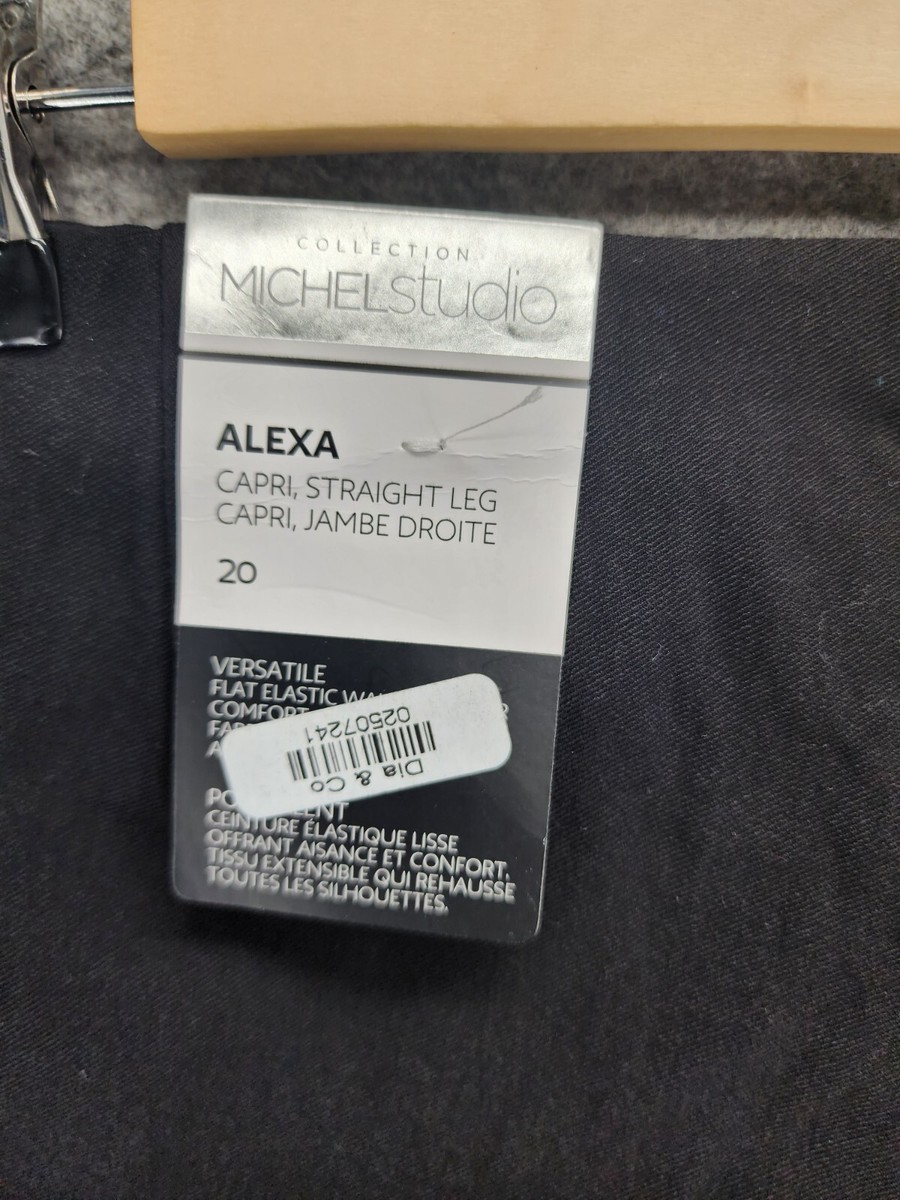 COLLECTION
MICHELstudio
ALEXA
CAPRI, STRAIGHT LEG
CAPRI, JAMBE DROITE
20
VERSATILE
FLAT ELASTIC
COMFORT
Dia & Co
02507241
CEINTURE ÉLASTIQUE LISSE
OFFRANT AISANCE ET CONFORT.
TISSU EXTENSIBLE QUI REHAUSSE
TOUTES LES SILHOUETTES.